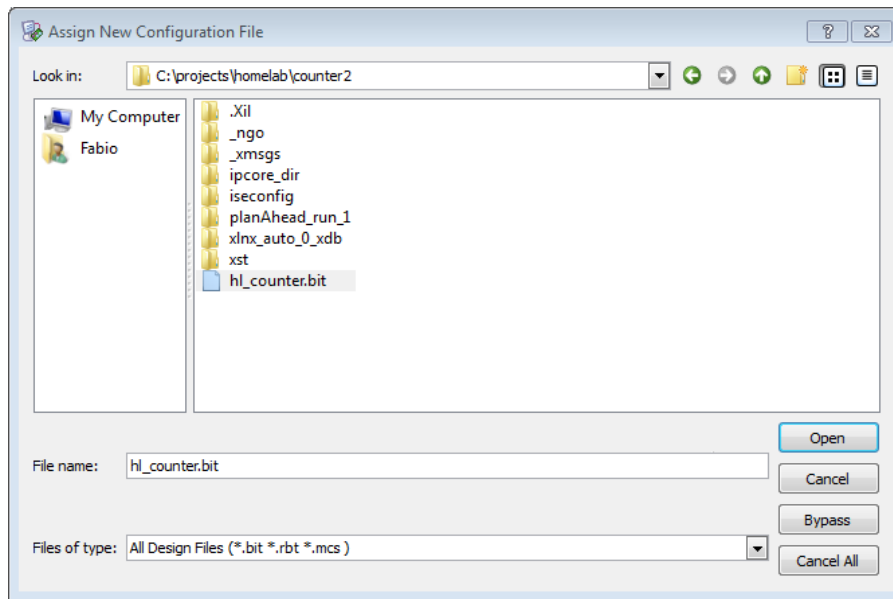 Assign New Configuration File
Look in:
C:\projects\homelab\counter2
My Computer
Fabio
.Xil
_ngo
_xmsgs
ipcore_dir
iseconfig
planAhead_run_1
xlnx_auto_0_xdb
xst
hl_counter.bit
Open
File name:
hl_counter.bit
Cancel
Bypass
Files of type:
All Design Files (*.bit *.rbt *.mcs )
Cancel All